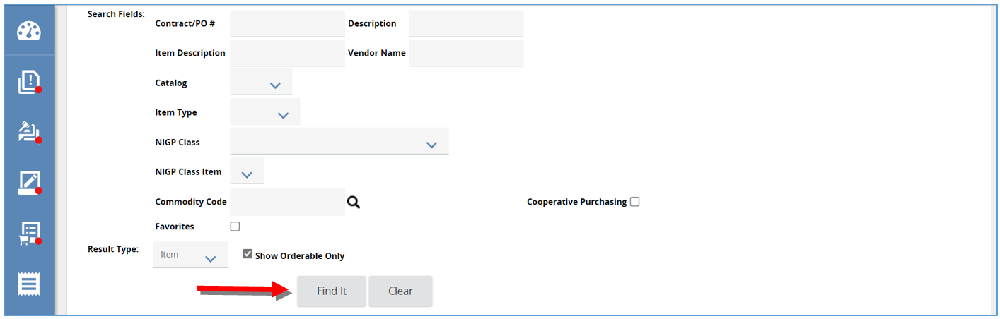 Search Fields:
Contract/PO # Description
Item Description Vendor Name
Catalog
Item Type
NIGP Class
NIGP Class Item
Commodity Code Cooperative Purchasing
Favorites
Result Type: Item Show Orderable Only
Find It Clear